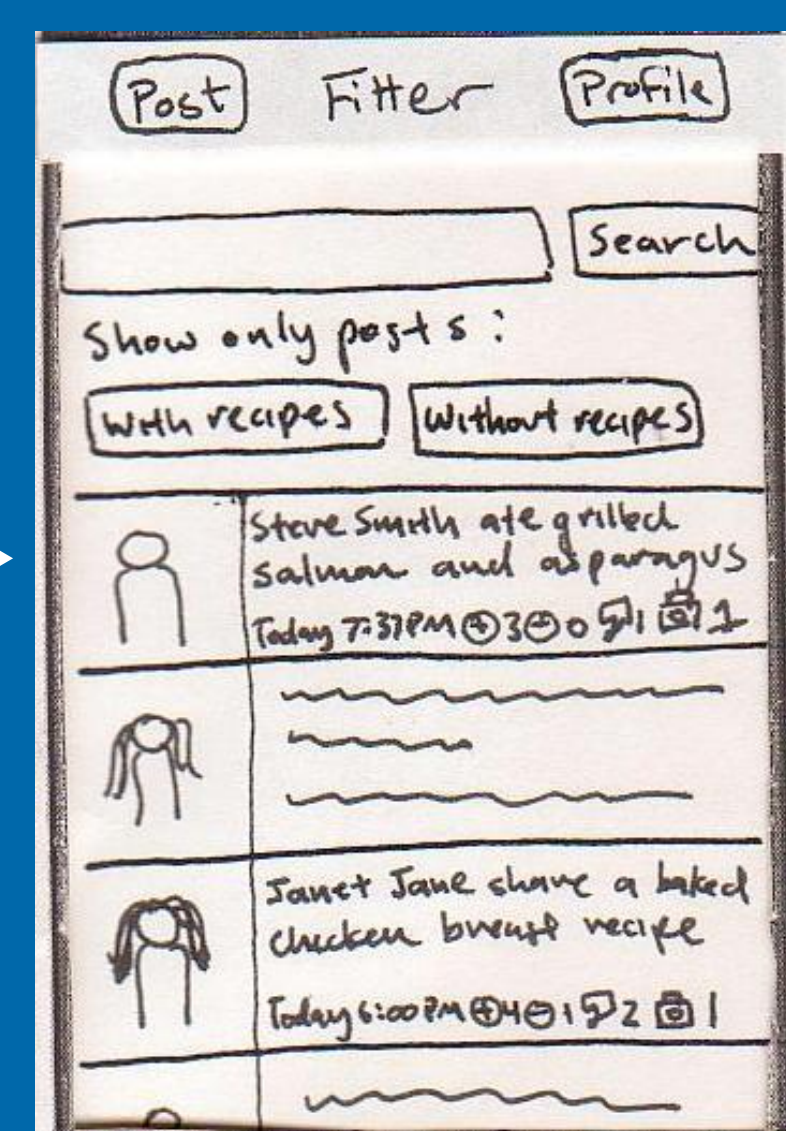 Post Fitter Profile
Search
Show only posts:
With recipes without recipes
Steve Smith ate grilled
salmon and asparagus
Today 7:37PM + 3 - 0 1 1
Janet Jane share a baked
chicken breast recipe
Today 6:00PM + 4 - 1 2 1